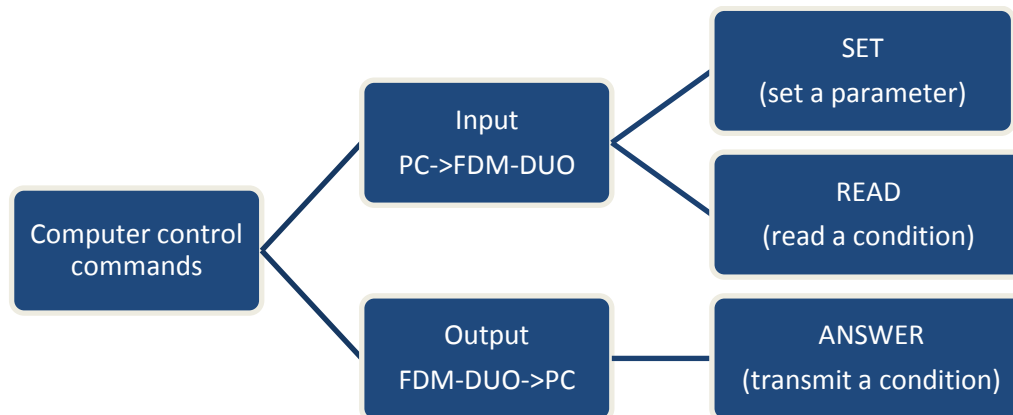 Computer control
commands
Input
PC->FDM-DUO
SET
(set a parameter)
READ
(read a condition)
Output
FDM-DUO->PC
ANSWER
(transmit a condition)